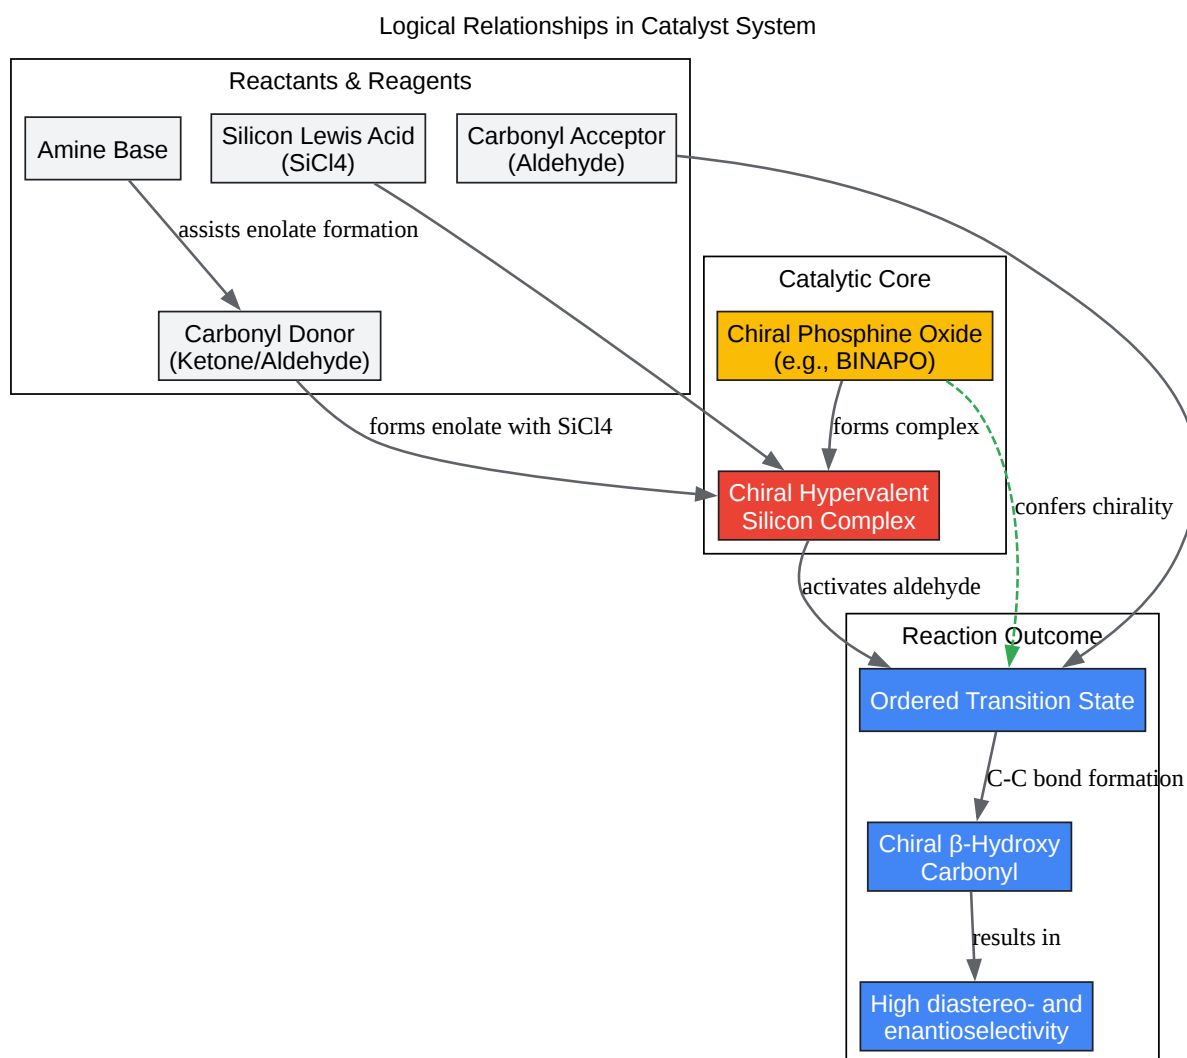 Logical Relationships in Catalyst System
Reactants & Reagents
Amine Base
Silicon Lewis Acid
(SiCl4)
Carbonyl Acceptor
(Aldehyde)
assists enolate formation
Carbonyl Donor
(Ketone/Aldehyde)
Catalytic Core
Chiral Phosphine Oxide
(e.g., BINAPO)
forms enolate with SiCl4
forms complex
Chiral Hypervalent
Silicon Complex
confers chirality
activates aldehyde
Reaction Outcome
Ordered Transition State
C-C bond formation
Chiral β-Hydroxy
Carbonyl
results in
High diastereo- and
enantioselectivity